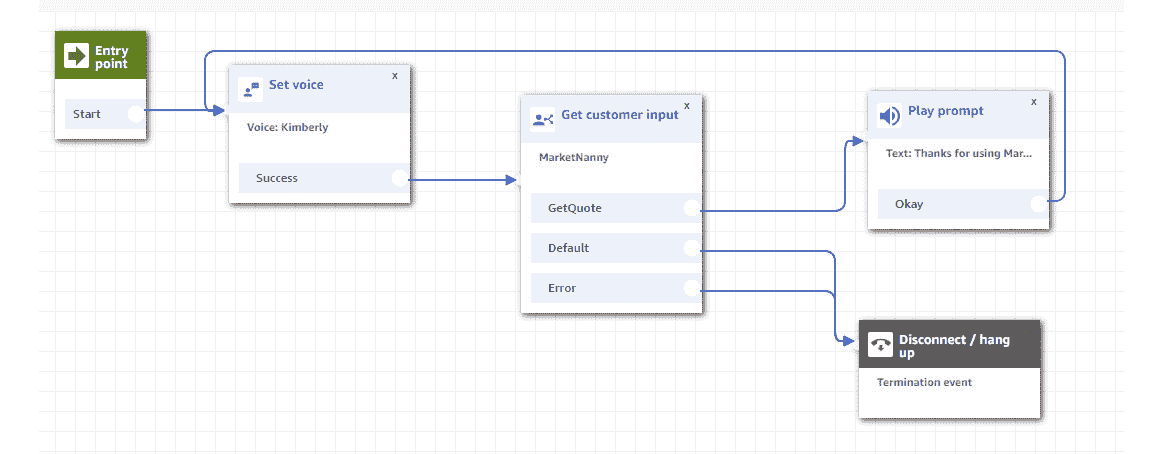 Entry
point
Start
x
Set voice
Voice: Kimberly
Success
x
Get customer input
MarketNanny
GetQuote
Default
Error
x
Play prompt
Text: Thanks for using Mar...
Okay
Disconnect / hang
up
Termination event